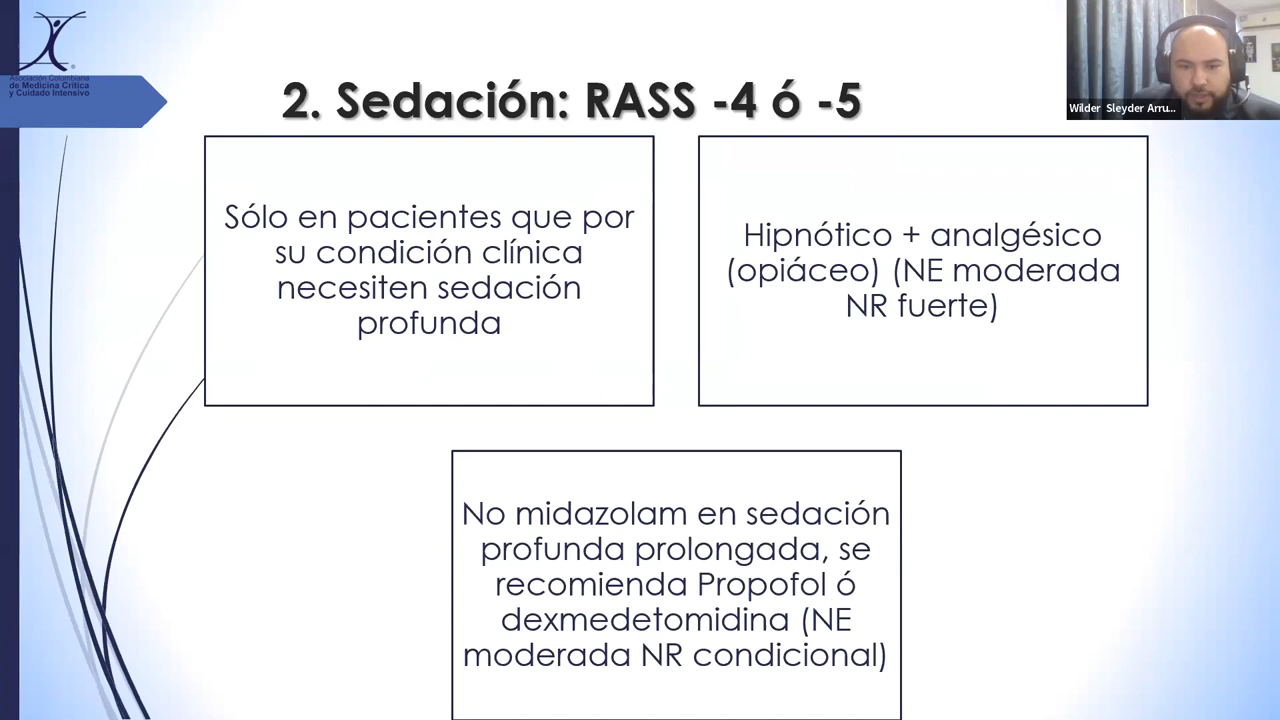 Asociación Colombiana
de Medicina Crítica
y Cuidado Intensivo
2. Sedación: RASS -4 ó -5
Wilder Sleyder Arru...
Sólo en pacientes que por
su condición clínica
necesiten sedación
profunda
Hipnótico + analgésico
(opiáceo) (NE moderada
NR fuerte)
No midazolam en sedación
profunda prolongada, se
recomienda Propofol ó
dexmedetomidina (NE
moderada NR condicional)